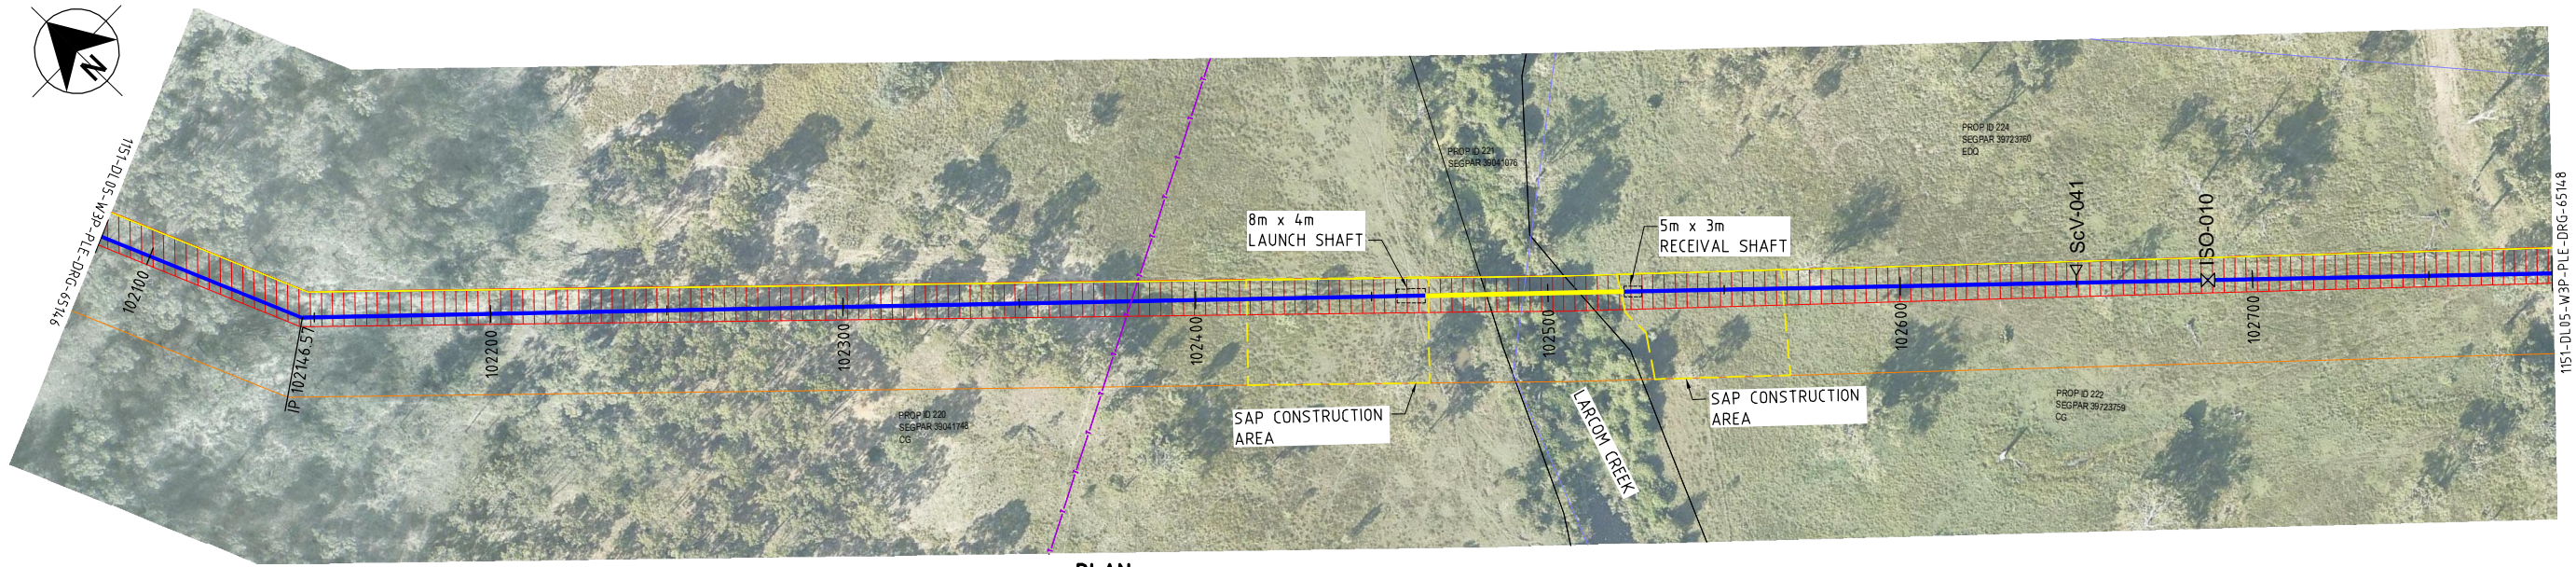 N
1151-DL05-W3P-PLE-DRG-65146
102100
IP 102146.57
102200
102300
PROP ID 220
SEGPAR 39041748
CG
102400
8m x 4m
LAUNCH SHAFT
SAP CONSTRUCTION
AREA
PROP ID 221
SEGPAR 39041076
102500
LARCOM CREEK
5m x 3m
RECEIVAL SHAFT
SAP CONSTRUCTION
AREA
102600
PROP ID 224
SEGPAR 39723760
EDQ
ScV-041
ISO-010
PROP ID 222
SEGPAR 39723759
CG
102700
1151-DL05-W3P-PLE-DRG-65148
PLAN